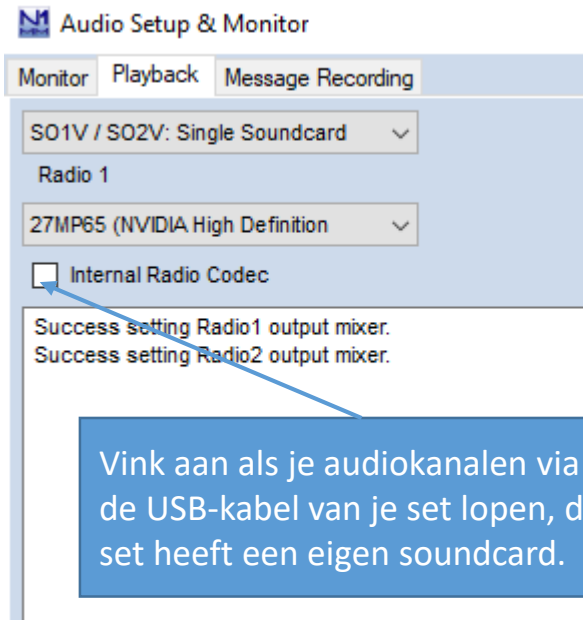 N1 MM Audio Setup & Monitor
Monitor Playback Message Recording
SO1V / SO2V: Single Soundcard
Radio 1
27MP65 (NVIDIA High Definition
Internal Radio Codec
Success setting Radio1 output mixer.
Success setting Radio2 output mixer.
Vink aan als je audiokanalen via
de USB-kabel van je set lopen, d
set heeft een eigen soundcard.